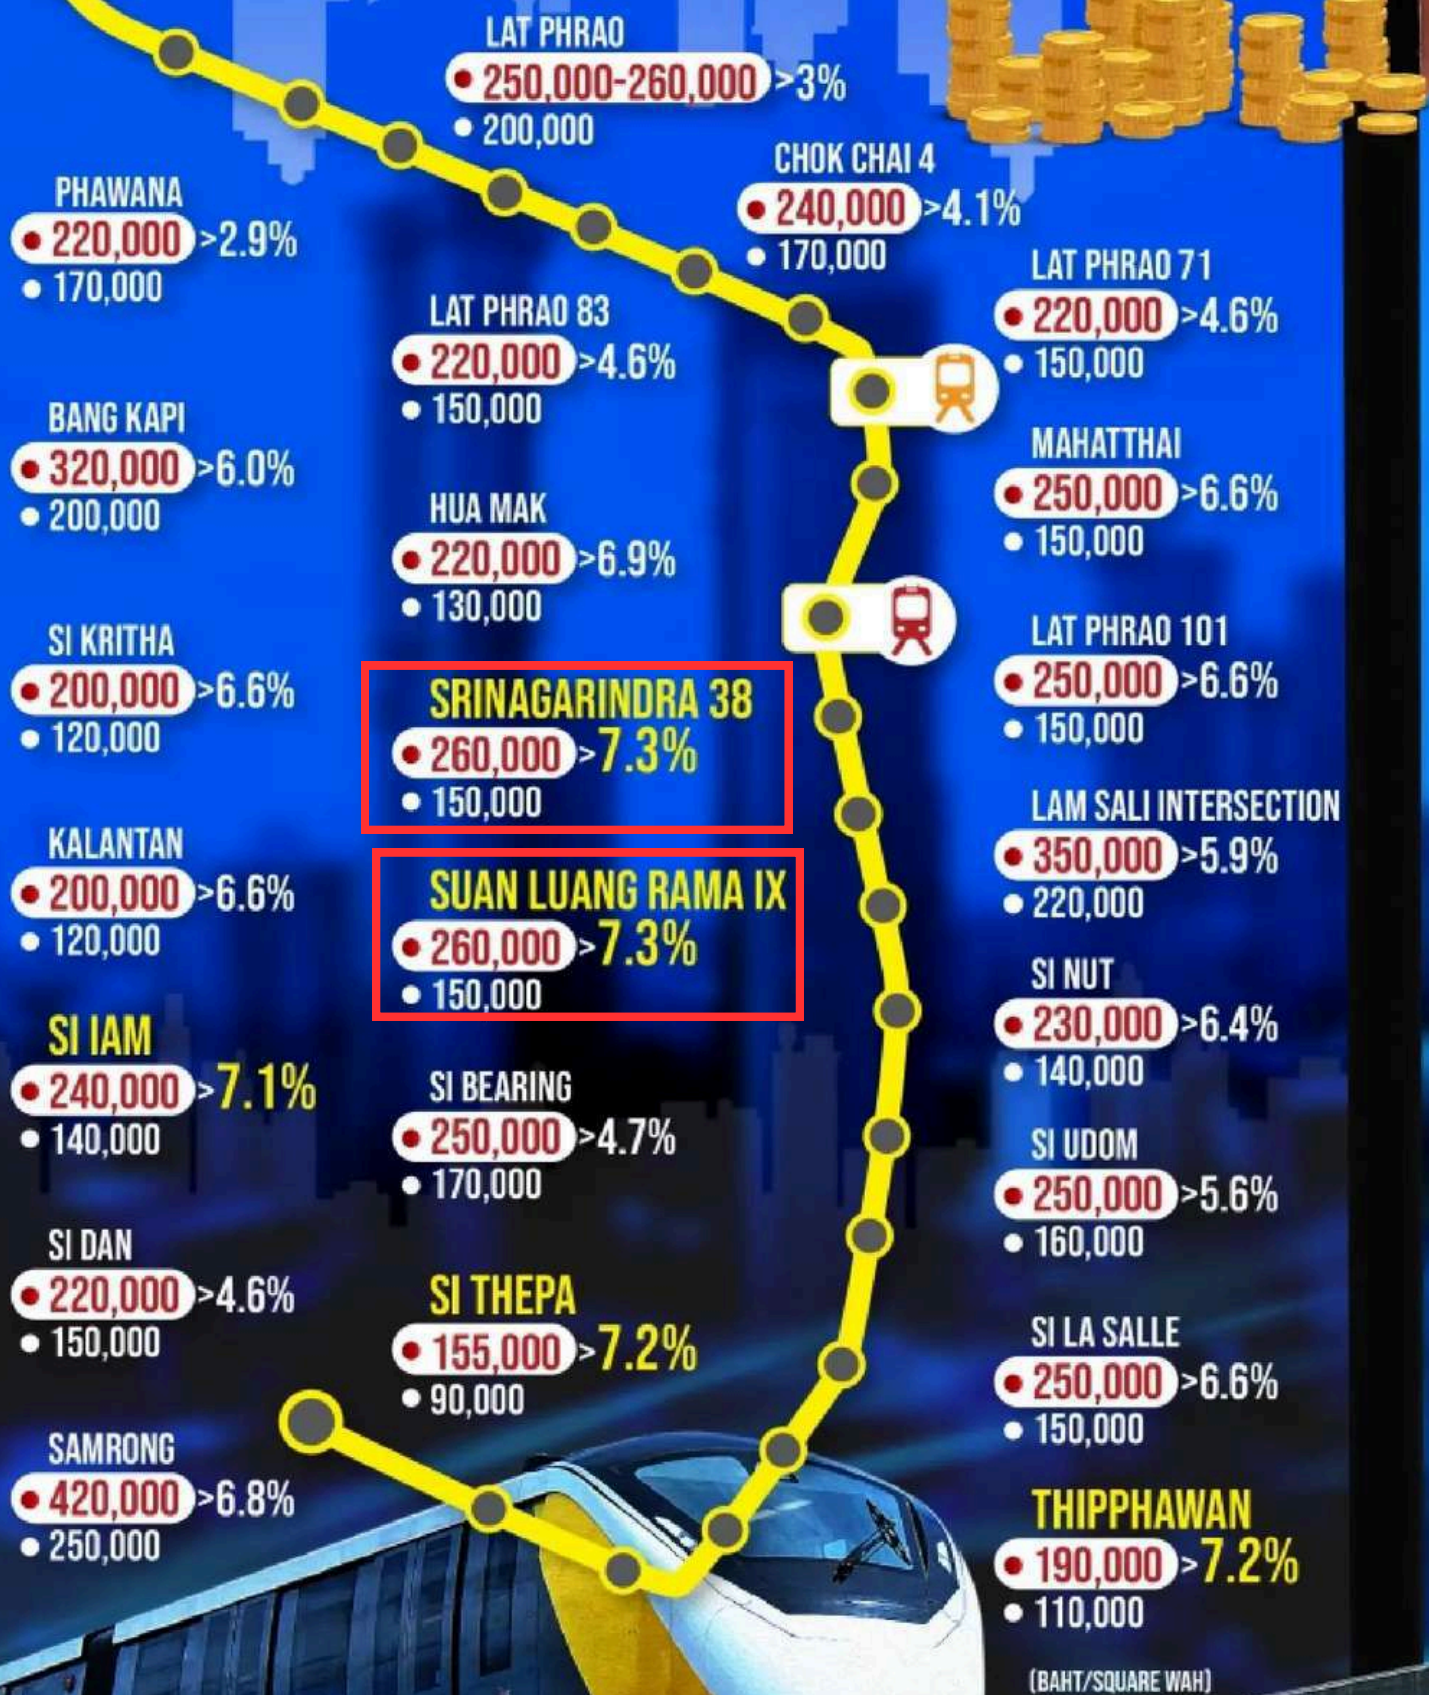 LAT PHRAO
250,000-260,000 >3%
200,000
CHOK CHAI 4
240,000 >4.1%
170,000
PHAWANA
220,000 >2.9%
170,000
LAT PHRAO 83
220,000 >4.6%
150,000
LAT PHRAO 71
220,000 >4.6%
150,000
BANG KAPI
320,000 >6.0%
200,000
HUA MAK
220,000 >6.9%
130,000
MAHATTHAI
250,000 >6.6%
150,000
SI KRITHA
200,000 >6.6%
120,000
SRINAGARINDRA 38
260,000 >7.3%
150,000
LAT PHRAO 101
250,000 >6.6%
150,000
KALANTAN
200,000 >6.6%
120,000
SUAN LUANG RAMA IX
260,000 >7.3%
150,000
LAM SALI INTERSECTION
350,000 >5.9%
220,000
SI IAM
240,000 >7.1%
140,000
SI BEARING
250,000 >4.7%
170,000
SI NUT
230,000 >6.4%
140,000
SI DAN
220,000 >4.6%
150,000
SI THEPA
155,000 >7.2%
90,000
SI UDOM
250,000 >5.6%
160,000
SAMRONG
420,000 >6.8%
250,000
SI LA SALLE
250,000 >6.6%
150,000
THIPPHAWAN
190,000 >7.2%
110,000
(BAHT/SQUARE WAH)